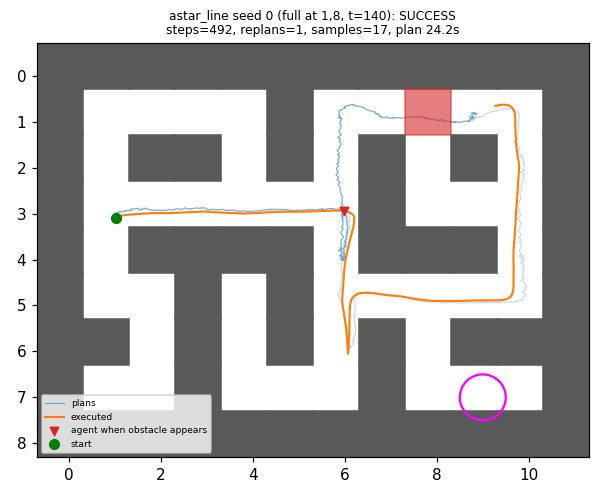 astar_line seed 0 (full at 1,8, t=140): SUCCESS
steps=492, replans=1, samples=17, plan 24.2s
0
1
2
3
4
5
6
7
8
plans
executed
agent when obstacle appears
start
0
2
4
6
8
10